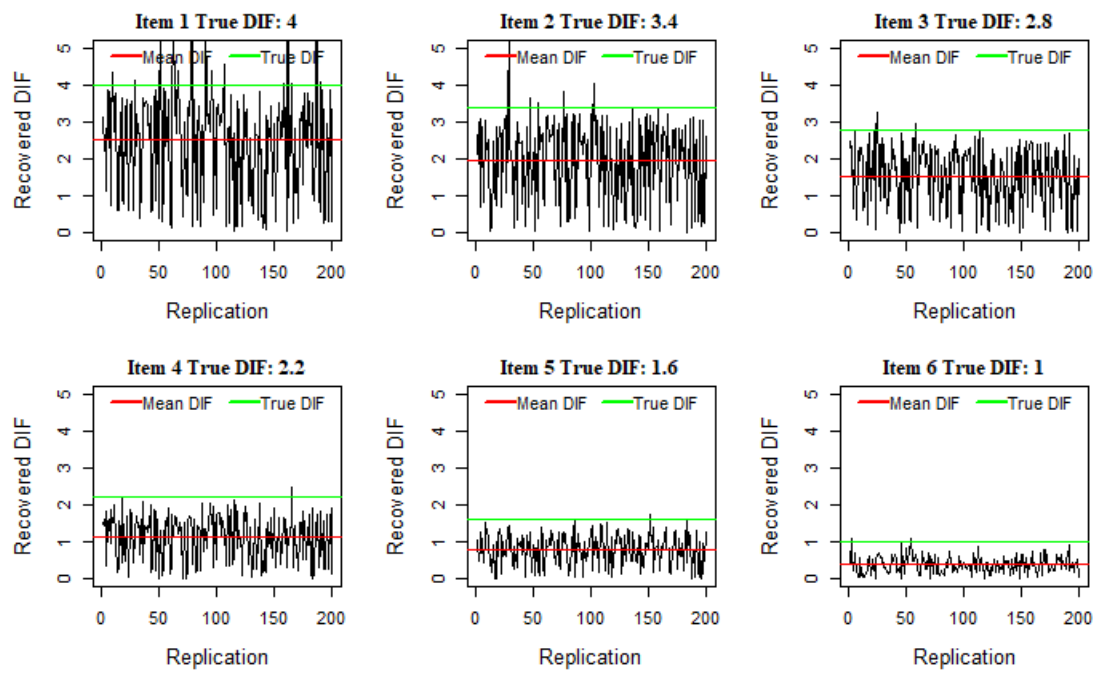 Item 1 True DIF: 4
5
4
3
2
1
0
Recovered DIF
Mean DIF
True DIF
0 50 100 150 200
Replication
Item 2 True DIF: 3.4
5
4
3
2
1
0
Recovered DIF
Mean DIF
True DIF
0 50 100 150 200
Replication
Item 3 True DIF: 2.8
5
4
3
2
1
0
Recovered DIF
Mean DIF
True DIF
0 50 100 150 200
Replication
Item 4 True DIF: 2.2
5
4
3
2
1
0
Recovered DIF
Mean DIF
True DIF
0 50 100 150 200
Replication
Item 5 True DIF: 1.6
5
4
3
2
1
0
Recovered DIF
Mean DIF
True DIF
0 50 100 150 200
Replication
Item 6 True DIF: 1
5
4
3
2
1
0
Recovered DIF
Mean DIF
True DIF
0 50 100 150 200
Replication